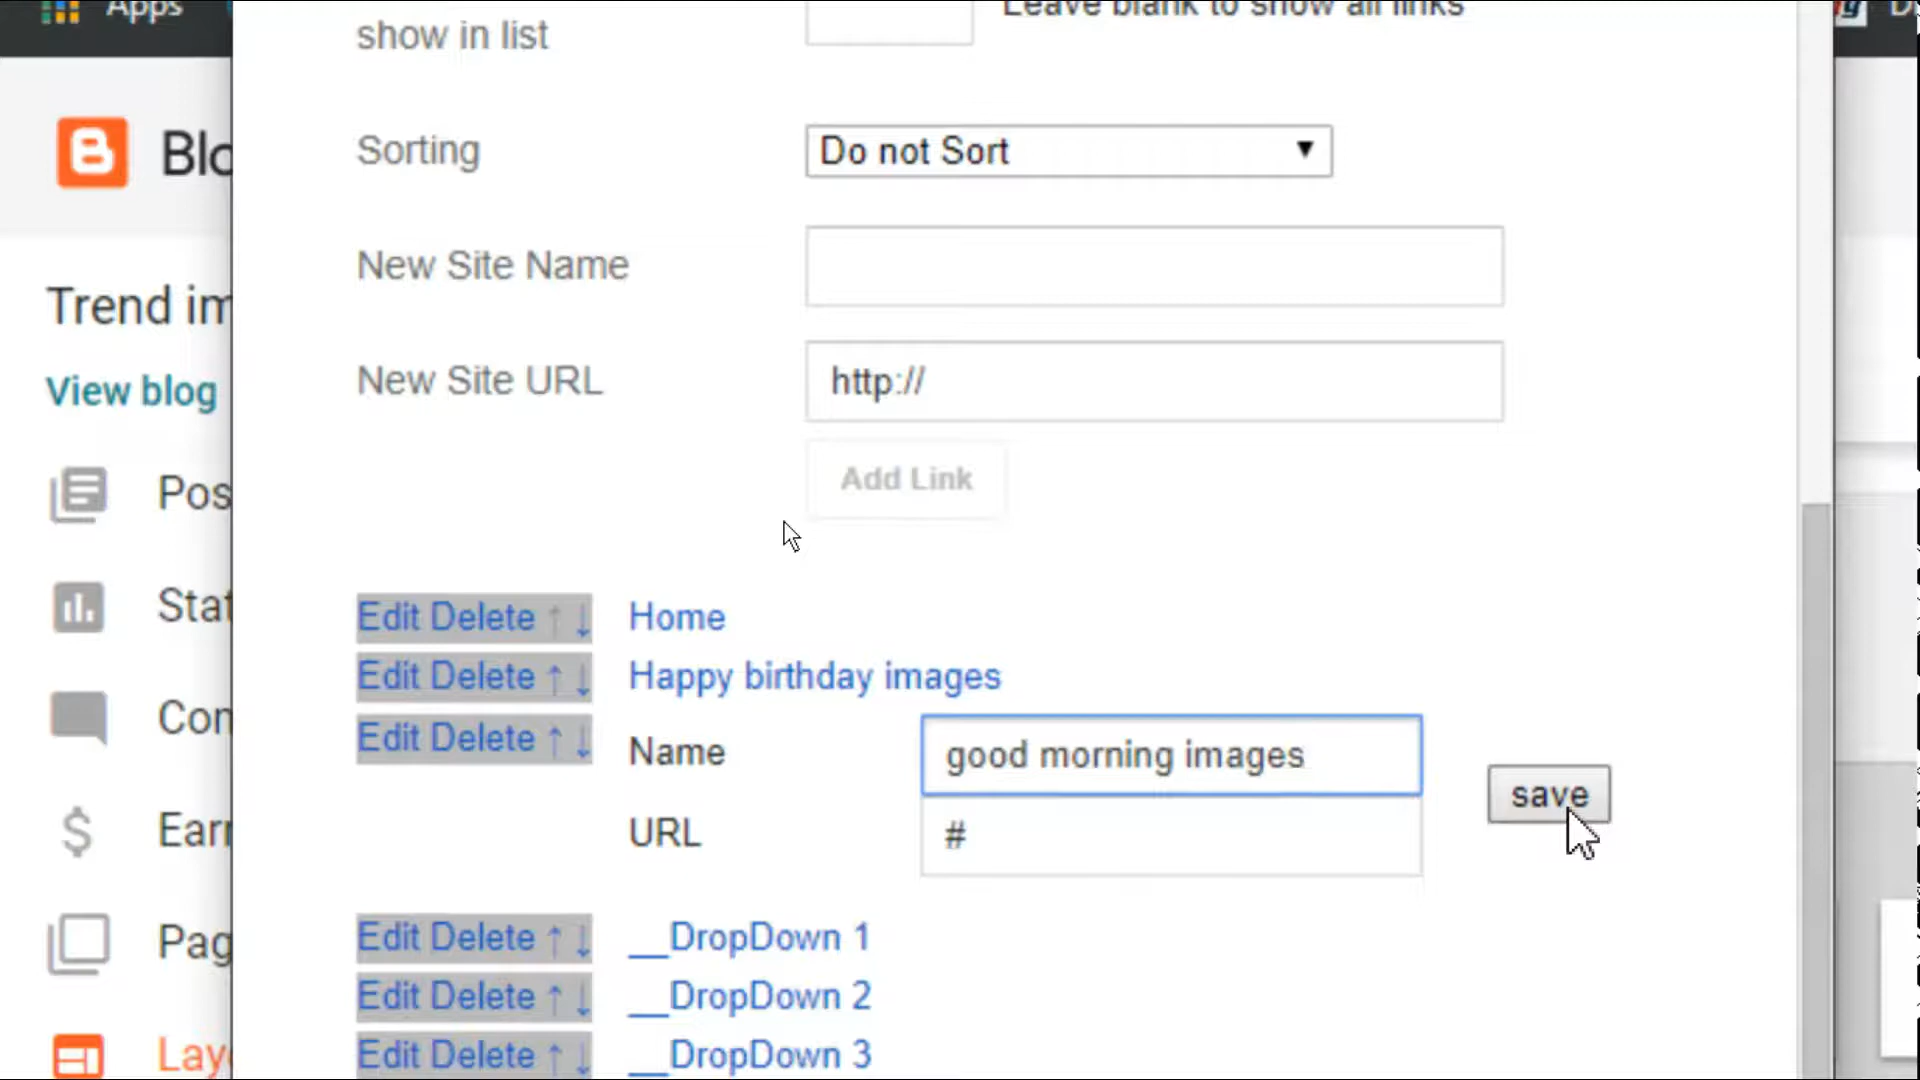 Apps
show in list
Leave blank to show all links
Sorting
Do not Sort
New Site Name
Trend im
New Site URL
http://
View blog
Add Link
Pos
Stat
Edit Delete ↑ ↓ Home
Edit Delete ↑ ↓ Happy birthday images
Con
Edit Delete ↑ ↓
Name
good morning images
save
URL
#
Earr
Pag
Edit Delete ↑ ↓ __DropDown 1
Edit Delete ↑ ↓ __DropDown 2
Lay
Edit Delete ↑ ↓ __DropDown 3